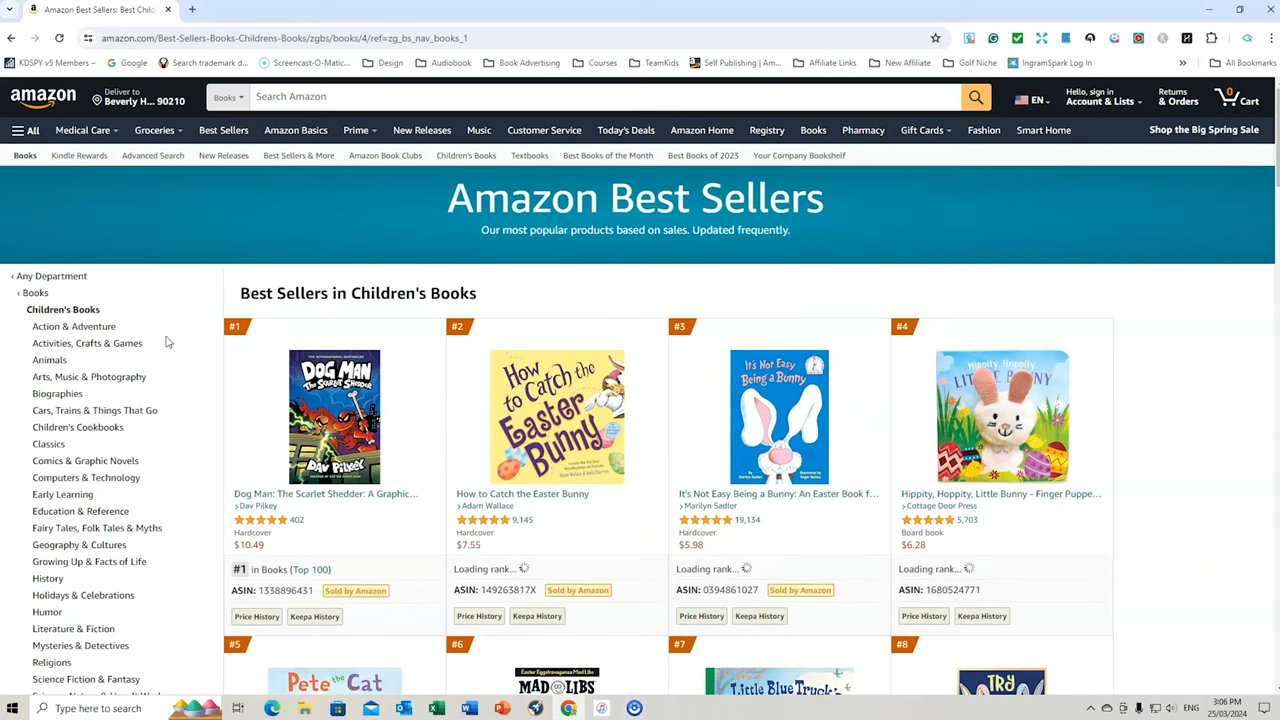 Amazon Best Sellers: Best Child
amazon.com/Best-Sellers-Books-Childrens-Books/zgbs/books/4/ref=zg_bs_nav_books_1
KDSPY v5 Members –
Google
Search trademark d...
Screencast-O-Matic...
Design
Audiobook
Book Advertising
Courses
TeamKids
Self Publishing | Am...
Affiliate Links
New Affiliate
Golf Niche
IngramSpark Log In
All Bookmarks
amazon
Deliver to
Beverly H... 90210
Books
Search Amazon
EN
Hello, sign in
Account & Lists
Returns
& Orders
0
Cart
All
Medical Care
Groceries
Best Sellers
Amazon Basics
Prime
New Releases
Music
Customer Service
Today's Deals
Amazon Home
Registry
Books
Pharmacy
Gift Cards
Fashion
Smart Home
Shop the Big Spring Sale
Books
Kindle Rewards
Advanced Search
New Releases
Best Sellers & More
Amazon Book Clubs
Children's Books
Textbooks
Best Books of the Month
Best Books of 2023
Your Company Bookshelf
Amazon Best Sellers
Our most popular products based on sales. Updated frequently.
‹ Any Department
‹ Books
Children's Books
Action & Adventure
Activities, Crafts & Games
Animals
Arts, Music & Photography
Biographies
Cars, Trains & Things That Go
Children's Cookbooks
Classics
Comics & Graphic Novels
Computers & Technology
Early Learning
Education & Reference
Fairy Tales, Folk Tales & Myths
Geography & Cultures
Growing Up & Facts of Life
History
Holidays & Celebrations
Humor
Literature & Fiction
Mysteries & Detectives
Religions
Science Fiction & Fantasy
Best Sellers in Children's Books
#1
DOG MAN
THE SCARLET SHEDDER
DAV PILKEY
Dog Man: The Scarlet Shedder: A Graphic...
› Dav Pilkey
402
Hardcover
$10.49
#1 in Books (Top 100)
ASIN: 1338896431
Sold by Amazon
Price History
Keepa History
#2
How to
Catch the
Easter
Bunny
How to Catch the Easter Bunny
› Adam Wallace
9,145
Hardcover
$7.55
Loading rank...
ASIN: 149263817X
Sold by Amazon
Price History
Keepa History
#3
It's Not Easy
Being a Bunny
It's Not Easy Being a Bunny: An Easter Book f...
› Marilyn Sadler
19,134
Hardcover
$5.98
Loading rank...
ASIN: 0394861027
Sold by Amazon
Price History
Keepa History
#4
Hippity, Hoppity,
LITTLE BUNNY
Hippity, Hoppity, Little Bunny - Finger Puppe...
› Cottage Door Press
5,703
Board book
$6.28
Loading rank...
ASIN: 1680524771
Price History
Keepa History
#5
Pete the Cat
#6
Easter Eggstravaganza Mad Libs
MAD LIBS
#7
Little Blue Truck's
#8
TRY
Type here to search
3:06 PM
25/03/2024